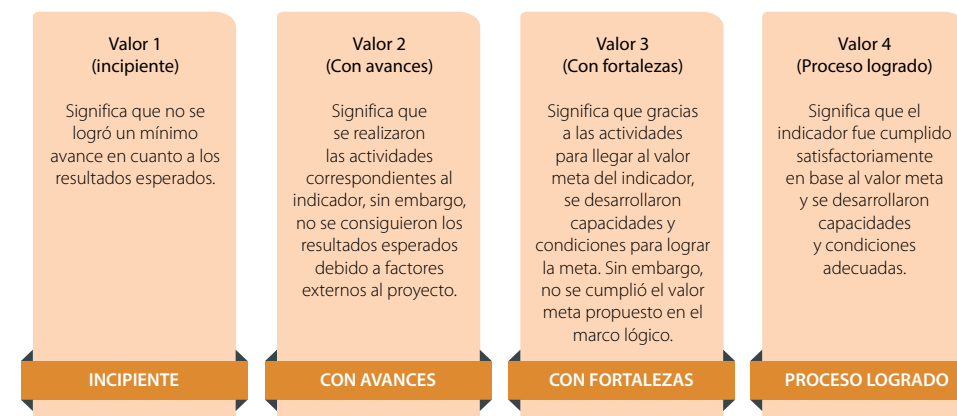 Valor 1
(incipiente)
Significa que no se
logró un mínimo
avance en cuanto a los
resultados esperados.
INCIPIENTE
Valor 2
(Con avances)
Significa que
se realizaron
las actividades
correspondientes al
indicador, sin embargo,
no se consiguieron los
resultados esperados
debido a factores
externos al proyecto.
CON AVANCES
Valor 3
(Con fortalezas)
Significa que gracias
a las actividades
para llegar al valor
meta del indicador,
se desarrollaron
capacidades y
condiciones para lograr
la meta. Sin embargo,
no se cumplió el valor
meta propuesto en el
marco lógico.
CON FORTALEZAS
Valor 4
(Proceso logrado)
Significa que el
indicador fue cumplido
satisfactoriamente
en base al valor meta
y se desarrollaron
capacidades
y condiciones
adecuadas.
PROCESO LOGRADO